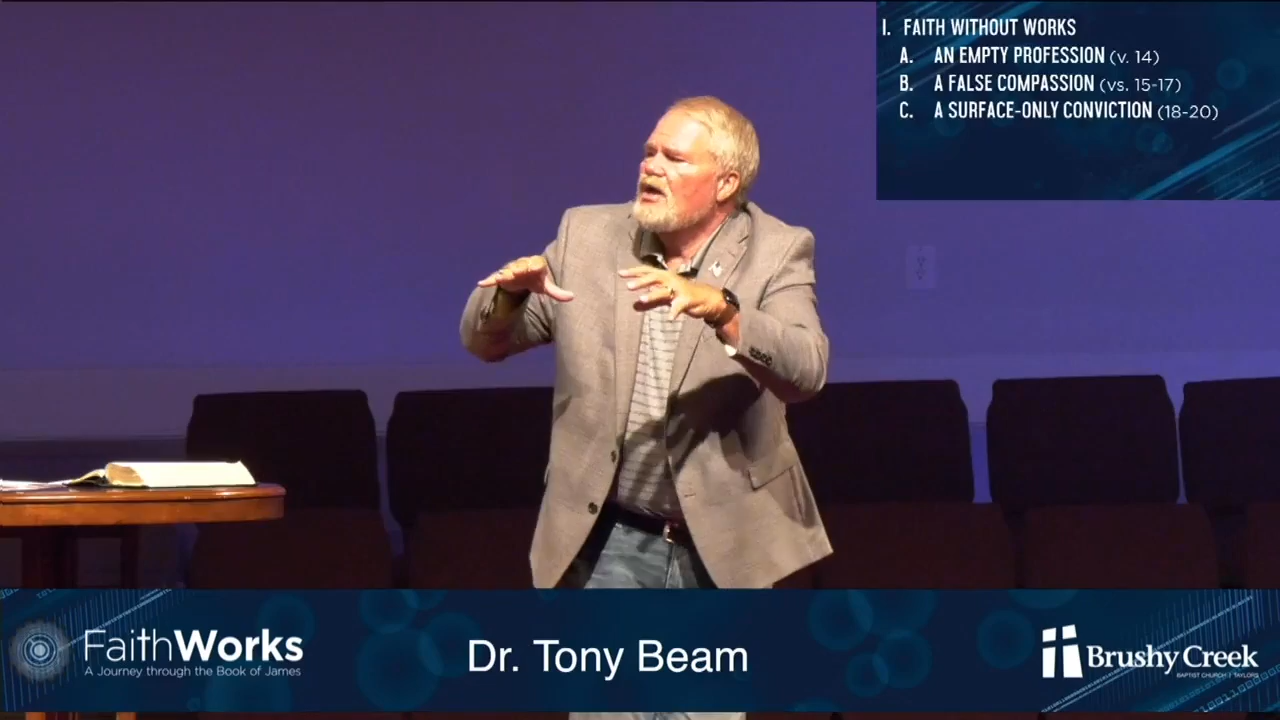 I. FAITH WITHOUT WORKS
A. AN EMPTY PROFESSION (v. 14)
B. A FALSE COMPASSION (vs. 15-17)
C. A SURFACE-ONLY CONVICTION (18-20)
FaithWorks
A Journey through the Book of James
Dr. Tony Beam
Brushy Creek
BAPTIST CHURCH | TAYLORS